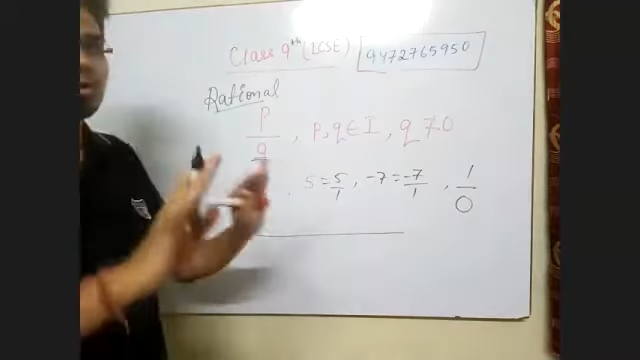 Class 9th (ICSE) 9472765950
Rational
p/q, p,q ∈ I, q ≠ 0
, 5 = 5/1, -7 = -7/1, 1/0